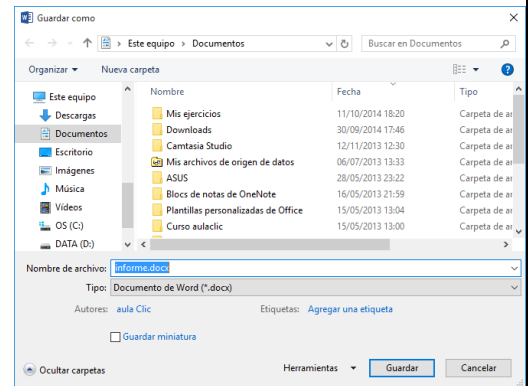 Guardar como
Este equipo > Documentos
Buscar en Documentos
Organizar
Nueva carpeta
Nombre
Fecha
Tipo
Este equipo
Descargas
Documentos
Escritorio
Imágenes
Música
Vídeos
OS (C:)
DATA (D:)
Mis ejercicios 11/10/2014 18:20 Carpeta de ar
Downloads 30/09/2014 17:46 Carpeta de ar
Camtasia Studio 12/11/2013 12:30 Carpeta de ar
Mis archivos de origen de datos 06/07/2013 13:33 Carpeta de ar
ASUS 28/05/2013 23:22 Carpeta de ar
Blocs de notas de OneNote 16/05/2013 21:59 Carpeta de ar
Plantillas personalizadas de Office 15/05/2013 13:04 Carpeta de ar
Curso aulaclic 15/05/2013 13:00 Carpeta de ar
Nombre de archivo: informe.docx
Tipo: Documento de Word (*.docx)
Autores: aula Clic
Etiquetas: Agregar una etiqueta
Guardar miniatura
Ocultar carpetas
Herramientas
Guardar
Cancelar